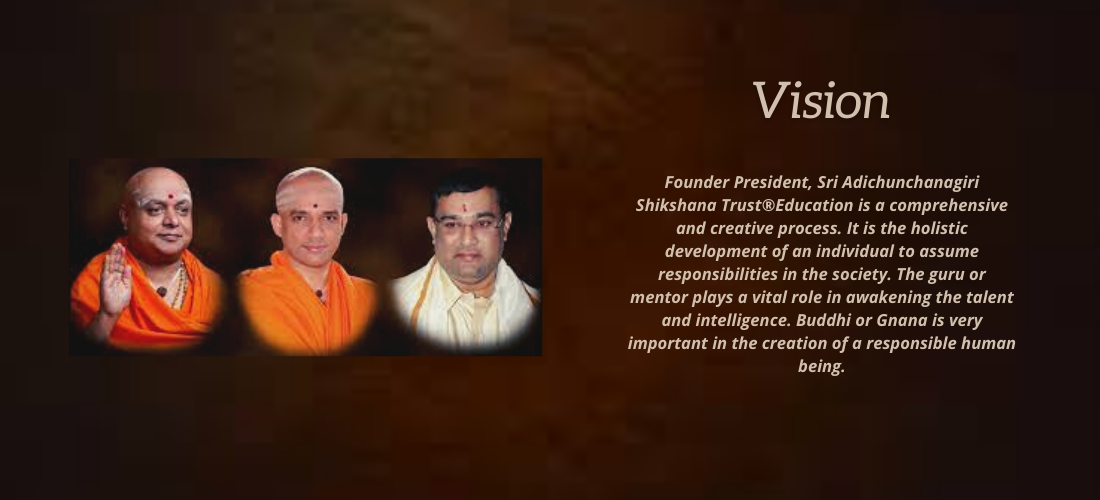 Vision
Founder President, Sri Adichunchanagiri
Shikshana Trust®Education is a comprehensive
and creative process. It is the holistic
development of an individual to assume
responsibilities in the society. The guru or
mentor plays a vital role in awakening the talent
and intelligence. Buddhi or Gnana is very
important in the creation of a responsible human
being.